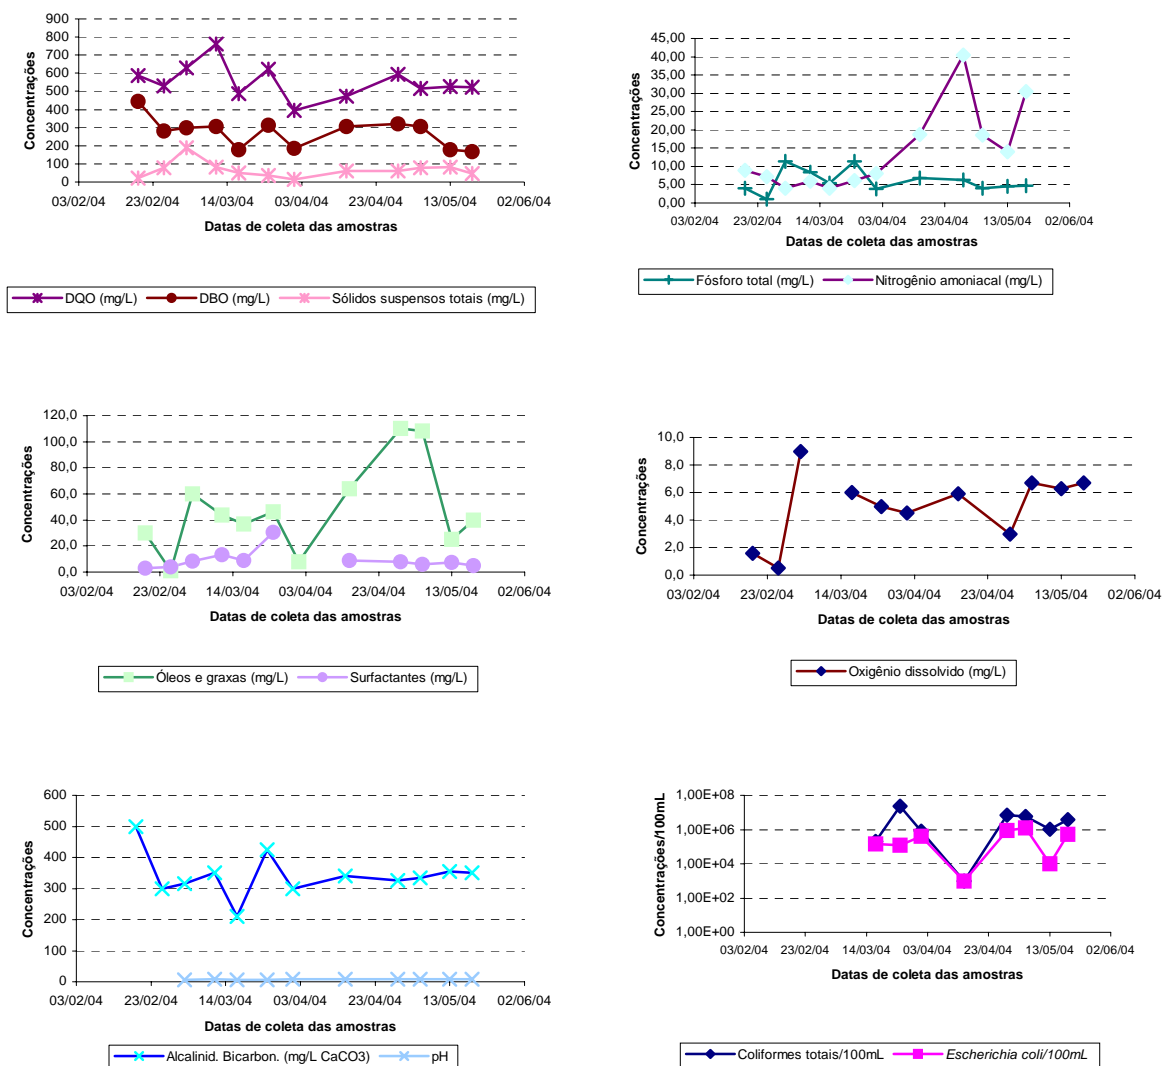 900
800
700
600
500
400
300
200
100
0
Concentrações
03/02/04 23/02/04 14/03/04 03/04/04 24/04/04 13/05/04 02/06/04
Datas de coleta das amostras
DQO (mg/L) DBO (mg/L) Sólidos suspensos totais (mg/L)
45,00
40,00
35,00
30,00
25,00
20,00
15,00
10,00
5,00
0,00
Concentrações
03/02/04 23/02/04 14/03/04 03/04/04 23/04/04 13/05/04 02/06/04
Datas de coleta das amostras
Fósforo total (mg/L) Nitrogênio amoniacal (mg/L)
120,0
100,0
80,0
60,0
40,0
20,0
0,0
Concentrações
03/02/04 23/02/04 14/03/04 03/04/04 23/04/04 13/05/04 02/06/04
Datas de coleta das amostras
Óleos e graxas (mg/L) Surfactantes (mg/L)
10,0
8,0
6,0
4,0
2,0
0,0
Concentrações
03/02/04 23/02/04 14/03/04 03/04/04 23/04/04 13/05/04 02/06/04
Datas de coleta das amostras
Oxigênio dissolvido (mg/L)
600
500
400
300
200
100
0
Concentrações
03/02/04 23/02/04 14/03/04 03/04/04 23/04/04 13/05/04 02/06/04
Datas de coleta das amostras
Alcalinid. Bicarbon. (mg/L CaCO3) pH
1,00E+08
1,00E+06
1,00E+04
1,00E+02
1,00E+00
Concentrações/100mL
03/02/04 23/02/04 14/03/04 03/04/04 23/04/04 13/05/04 02/06/04
Datas de coleta das amostras
Coliformes totais/100mL Escherichia coli/100mL